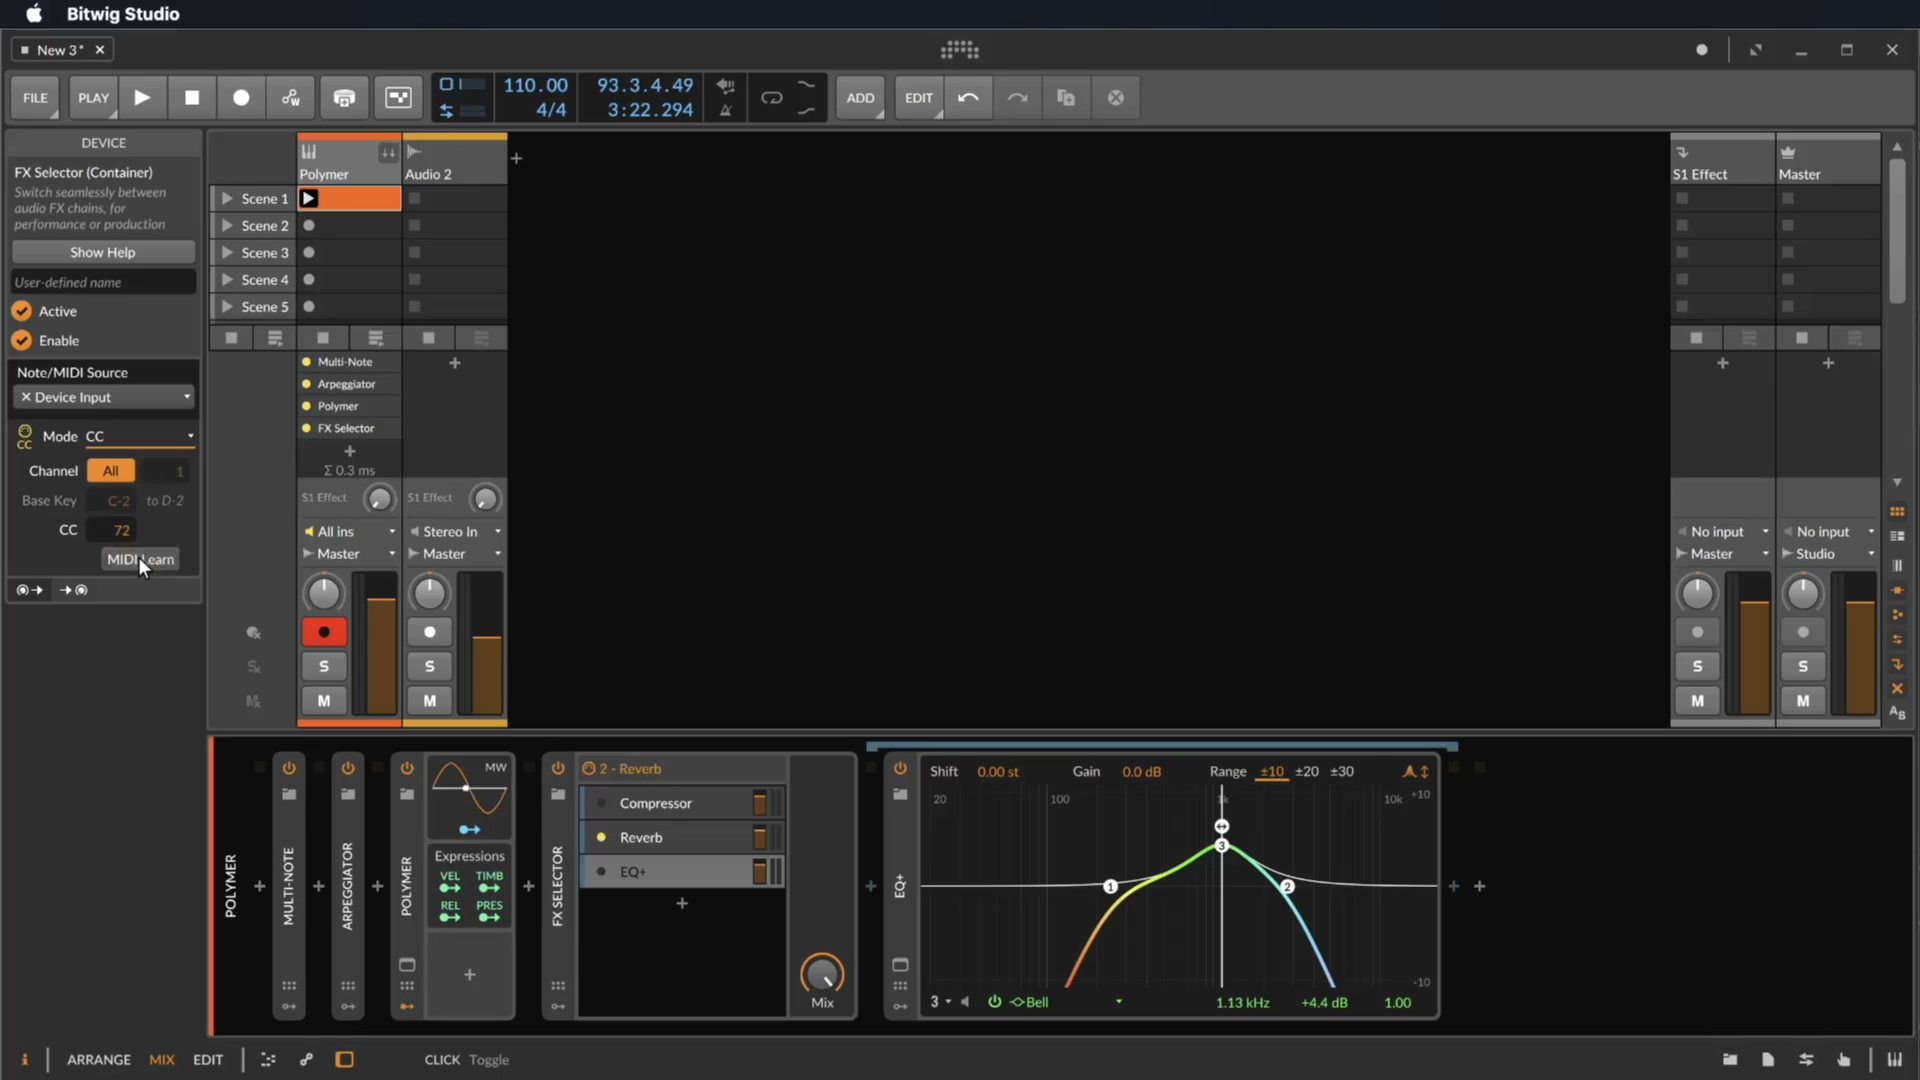 Bitwig Studio
New 3*
FILE
PLAY
110.00
4/4
93.3.4.49
3:22.294
ADD
EDIT
DEVICE
FX Selector (Container)
Switch seamlessly between
audio FX chains, for
performance or production
Show Help
User-defined name
Active
Enable
Note/MIDI Source
Device Input
CC
Mode CC
Channel All 1
Base Key C-2 to D-2
CC 72
MIDI Learn
Polymer
Audio 2
Scene 1
Scene 2
Scene 3
Scene 4
Scene 5
Multi-Note
Arpeggiator
Polymer
FX Selector
Σ 0.3 ms
S1 Effect
S1 Effect
All ins
Stereo In
Master
Master
S
S
M
M
S1 Effect
Master
No input
No input
Master
Studio
S
S
M
M
POLYMER
MULTI-NOTE
ARPEGGIATOR
POLYMER
MW
Expressions
VEL TIMB
REL PRES
FX SELECTOR
2 - Reverb
Compressor
Reverb
EQ+
Mix
EQ+
Shift 0.00 st Gain 0.0 dB Range ±10 ±20 ±30
20 100 1k 10k +10
1 2 3
-10
3 Bell 1.13 kHz +4.4 dB 1.00
ARRANGE MIX EDIT
CLICK Toggle